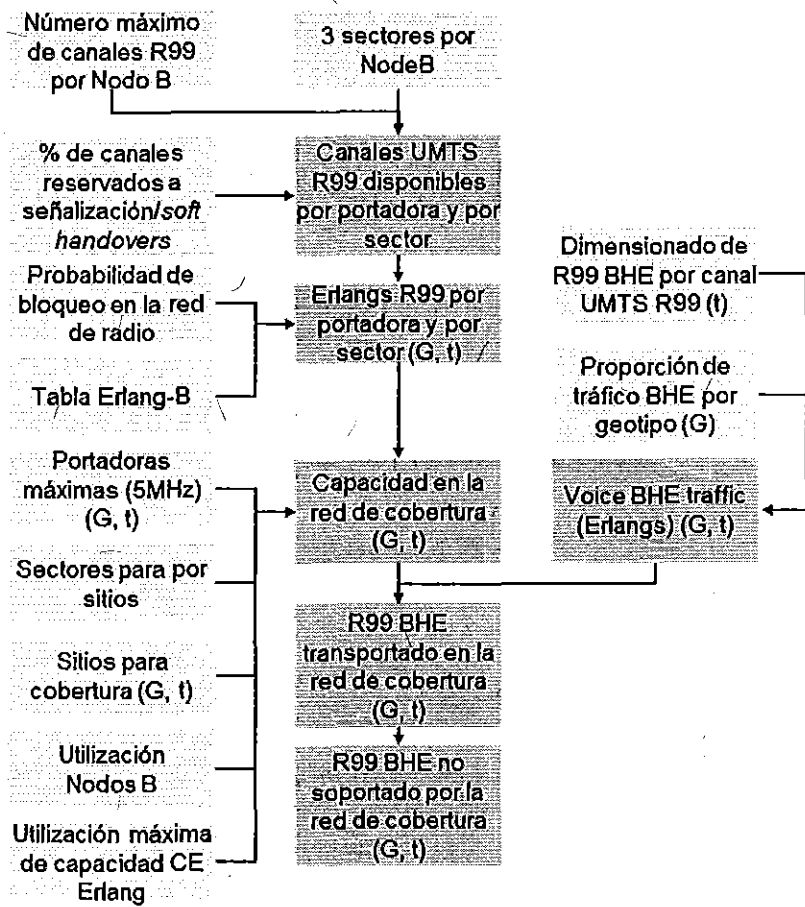 Número máximo
de canales R99
por Nodo B
3 sectores por
NodeB
% de canales
reservados a
señalización/soft
handovers
Canales UMTS
R99 disponibles
por portadora y por
sector
Probabilidad de
bloqueo en la red
de radio
Erlangs R99 por
portadora y por
sector (G, t)
Tabla Erlang-B
Dimensionado de
R99 BHE por canal
UMTS R99 (t)
Proporción de
tráfico BHE por
geotipo (G)
Portadoras
máximas (5MHz)
(G, t)
Capacidad en la
red de cobertura
(G, t)
Voice BHE traffic
(Erlangs) (G, t)
Sectores para por
sitios
Sitios para
cobertura (G, t)
R99 BHE
transportado en la
red de cobertura
(G, t)
Utilización
Nodos B
R99 BHE no
soportado por la
red de cobertura
(G, t)
Utilización máxima
de capacidad CE
Erlang